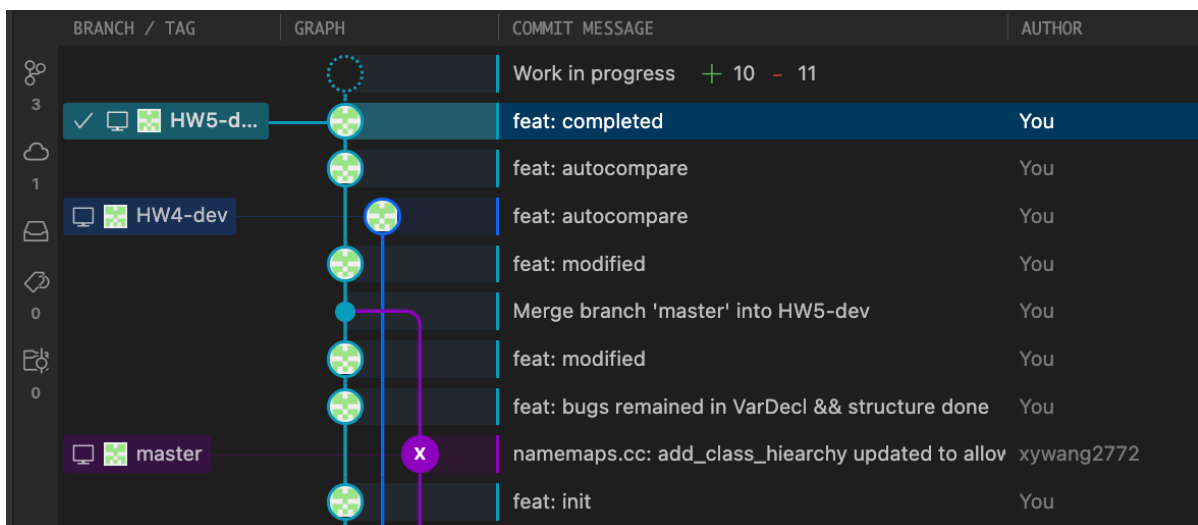 BRANCH / TAG GRAPH COMMIT MESSAGE AUTHOR
Work in progress + 10 - 11
3
HW5-d... feat: completed You
feat: autocompare You
1
HW4-dev feat: autocompare You
feat: modified You
0
Merge branch 'master' into HW5-dev You
feat: modified You
0
feat: bugs remained in VarDecl && structure done You
master X namemaps.cc: add_class_hiearchy updated to allow xywang2772
feat: init You